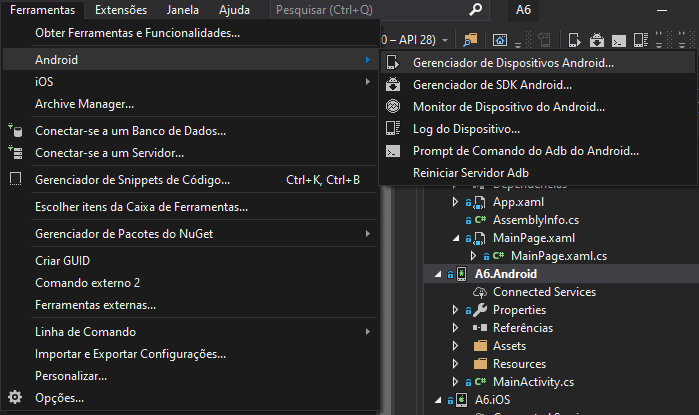 Ferramentas Extensões Janela Ajuda Pesquisar (Ctrl+Q) A6
Obter Ferramentas e Funcionalidades...
0 – API 28)
Android
iOS
Archive Manager...
Conectar-se a um Banco de Dados...
Conectar-se a um Servidor...
Gerenciador de Snippets de Código... Ctrl+K, Ctrl+B
Escolher itens da Caixa de Ferramentas...
Gerenciador de Pacotes do NuGet
Criar GUID
Comando externo 2
Ferramentas externas...
Linha de Comando
Importar e Exportar Configurações...
Personalizar...
Opções...
Gerenciador de Dispositivos Android...
Gerenciador de SDK Android...
Monitor de Dispositivo do Android...
Log do Dispositivo...
Prompt de Comando do Adb do Android...
Reiniciar Servidor Adb
Dependências
App.xaml
C# AssemblyInfo.cs
MainPage.xaml
C# MainPage.xaml.cs
A6.Android
Connected Services
Properties
Referências
Assets
Resources
C# MainActivity.cs
A6.iOS